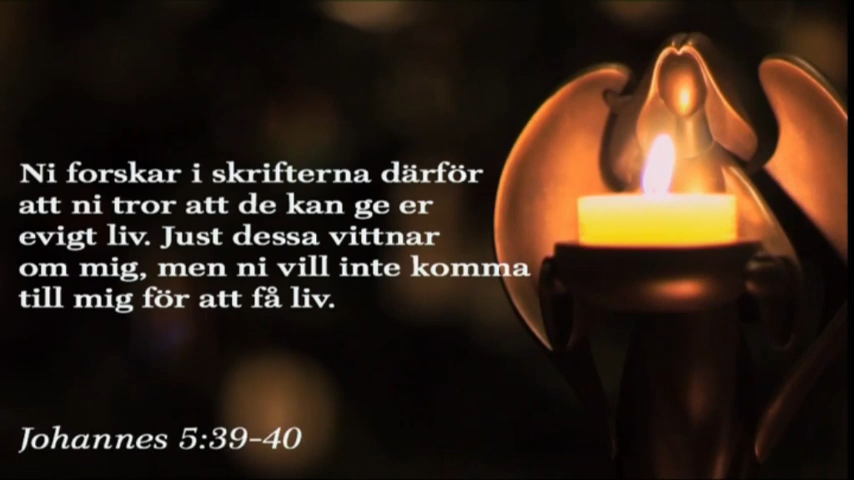 Ni forskar i skrifterna därför
att ni tror att de kan ge er
evigt liv. Just dessa vittnar
om mig, men ni vill inte komma
till mig för att få liv.
Johannes 5:39-40